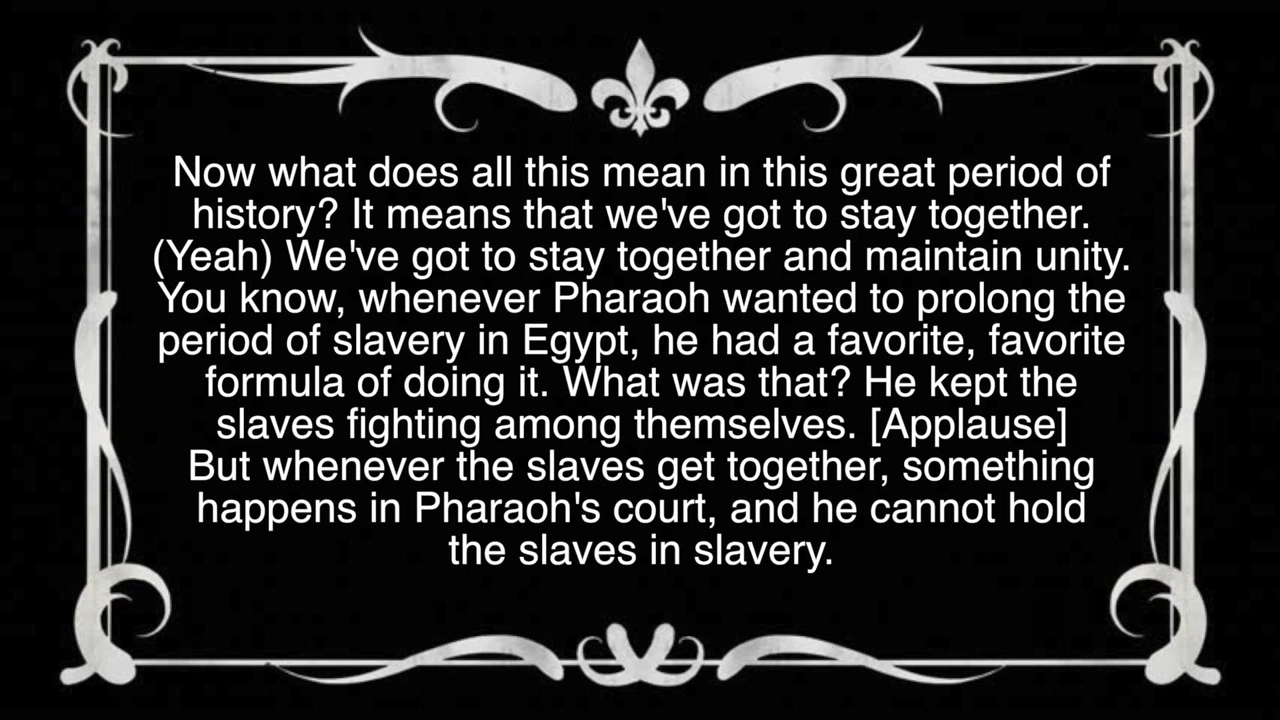 Now what does all this mean in this great period of
history? It means that we've got to stay together.
(Yeah) We've got to stay together and maintain unity.
You know, whenever Pharaoh wanted to prolong the
period of slavery in Egypt, he had a favorite, favorite
formula of doing it. What was that? He kept the
slaves fighting among themselves. [Applause]
But whenever the slaves get together, something
happens in Pharaoh's court, and he cannot hold
the slaves in slavery.